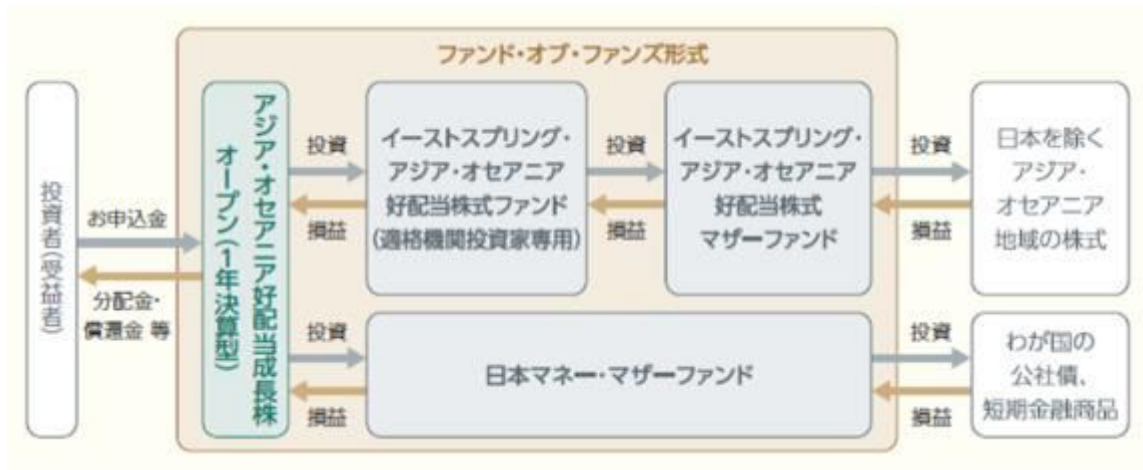 ファンド・オブ・ファンズ形式
投資者(受益者)
お申込金
分配金・
償還金 等
アジア・オセアニア好配当成長株
オープン(1年決算型)
投資
損益
イーストスプリング・
アジア・オセアニア
好配当株式ファンド
(適格機関投資家専用)
投資
損益
イーストスプリング・
アジア・オセアニア
好配当株式
マザーファンド
投資
損益
日本を除く
アジア・
オセアニア
地域の株式
投資
損益
日本マネー・マザーファンド
投資
損益
わが国の
公社債、
短期金融商品